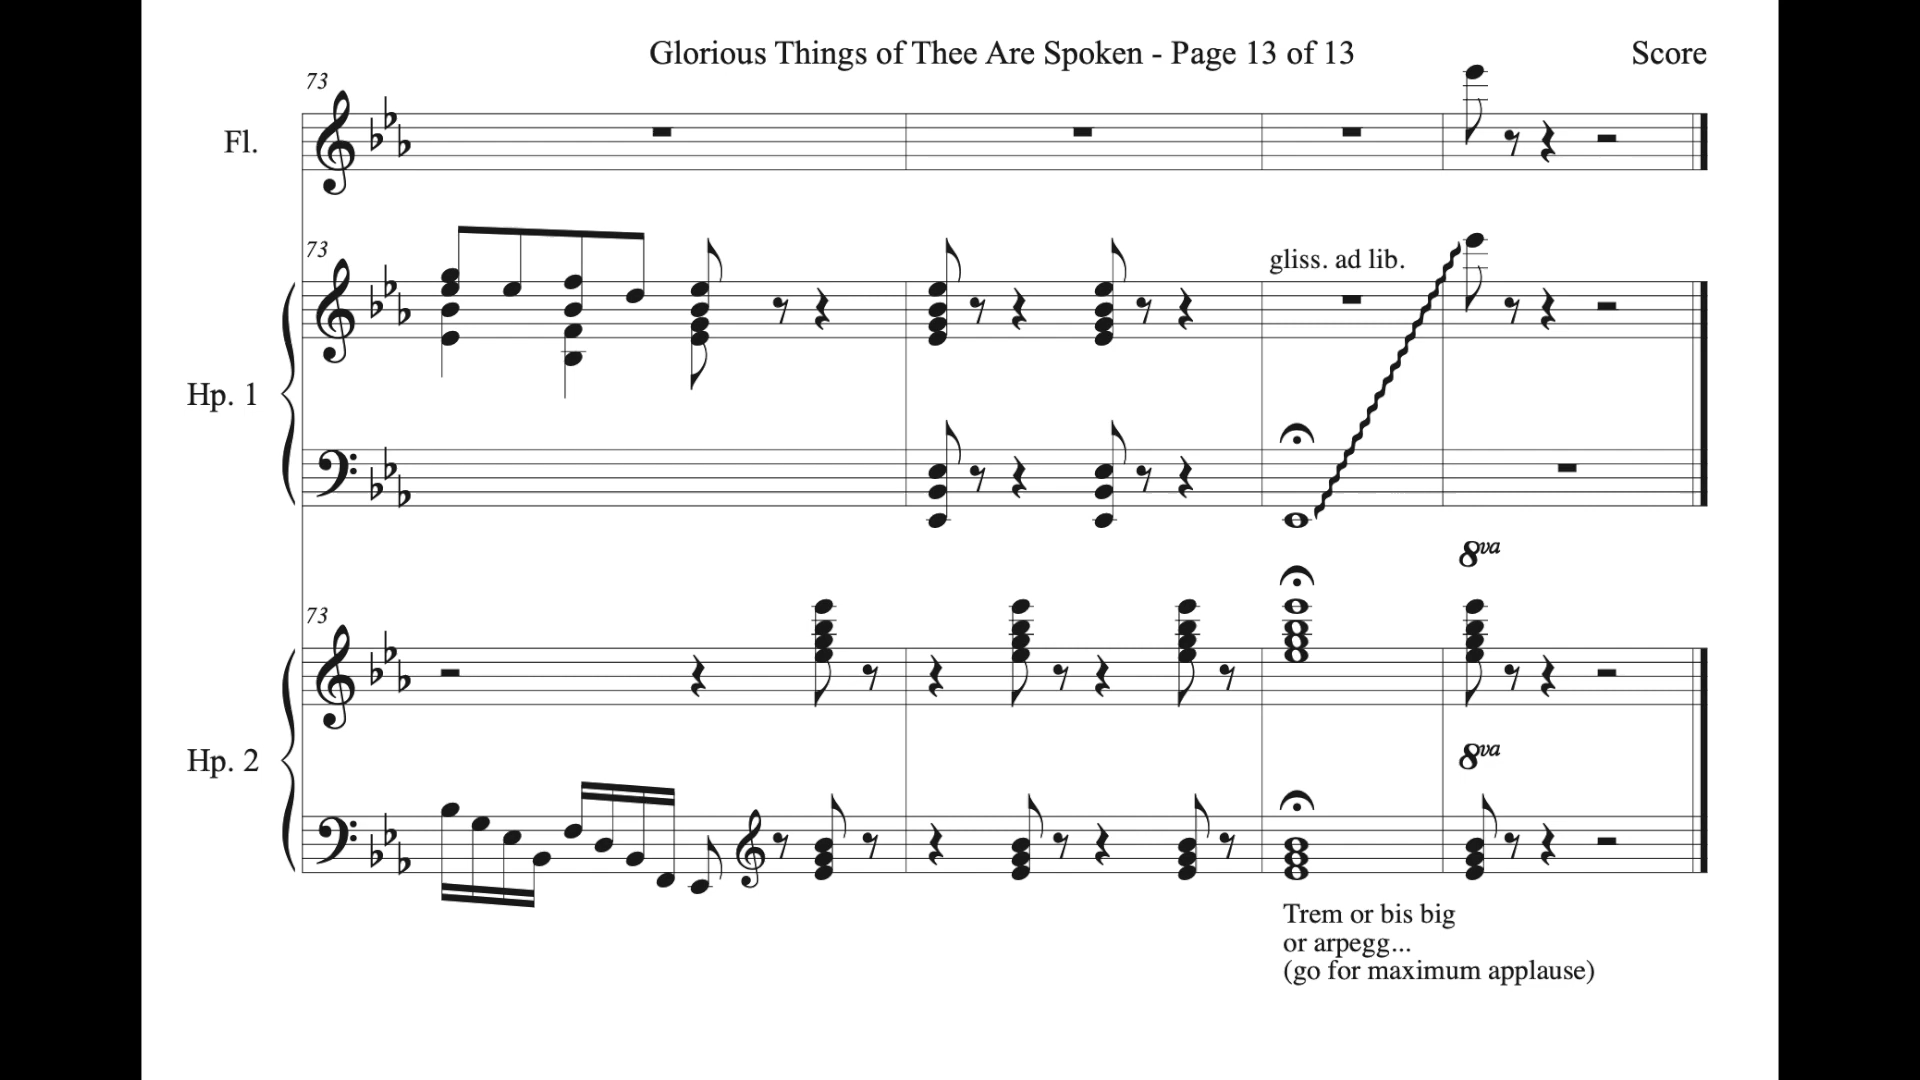 Glorious Things of Thee Are Spoken - Page 13 of 13
Score
73
Fl.
73
gliss. ad lib.
Hp. 1
8va
73
Hp. 2
8va
Trem or bis big
or arpegg...
(go for maximum applause)